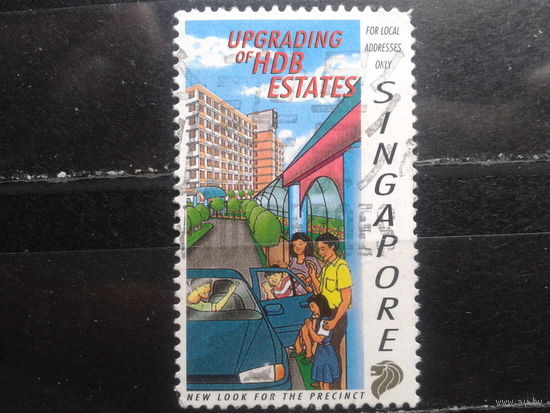 UPGRADING
OF HDB
ESTATES
FOR LOCAL
ADDRESSES
ONLY
SINGAPORE
NEW LOOK FOR THE PRECINCT